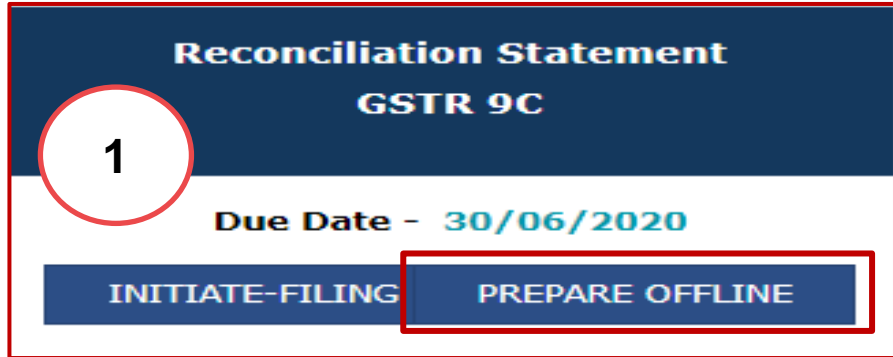 Reconciliation Statement
GSTR 9C
1
Due Date - 30/06/2020
INITIATE-FILING PREPARE OFFLINE